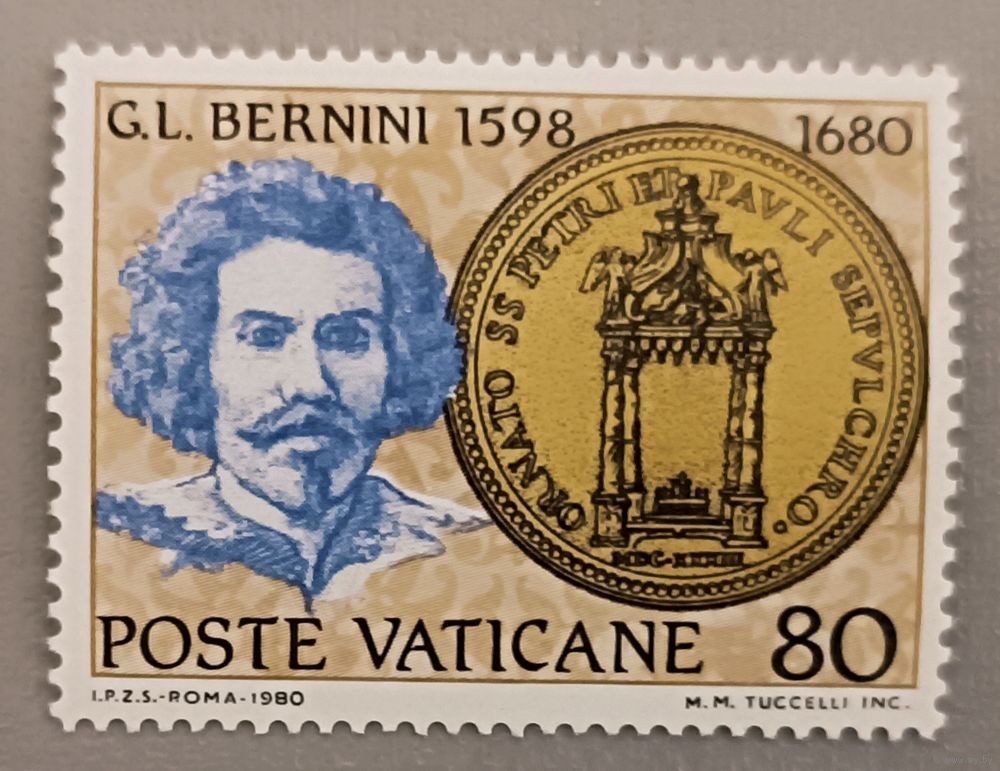 G.L. BERNINI 1598 1680
ORNATO SS PETRI ET PAVLI SEPVLCHRO.
POSTE VATICANE 80
I.P.Z.S.-ROMA-1980 M.M. TUCCELLI INC.